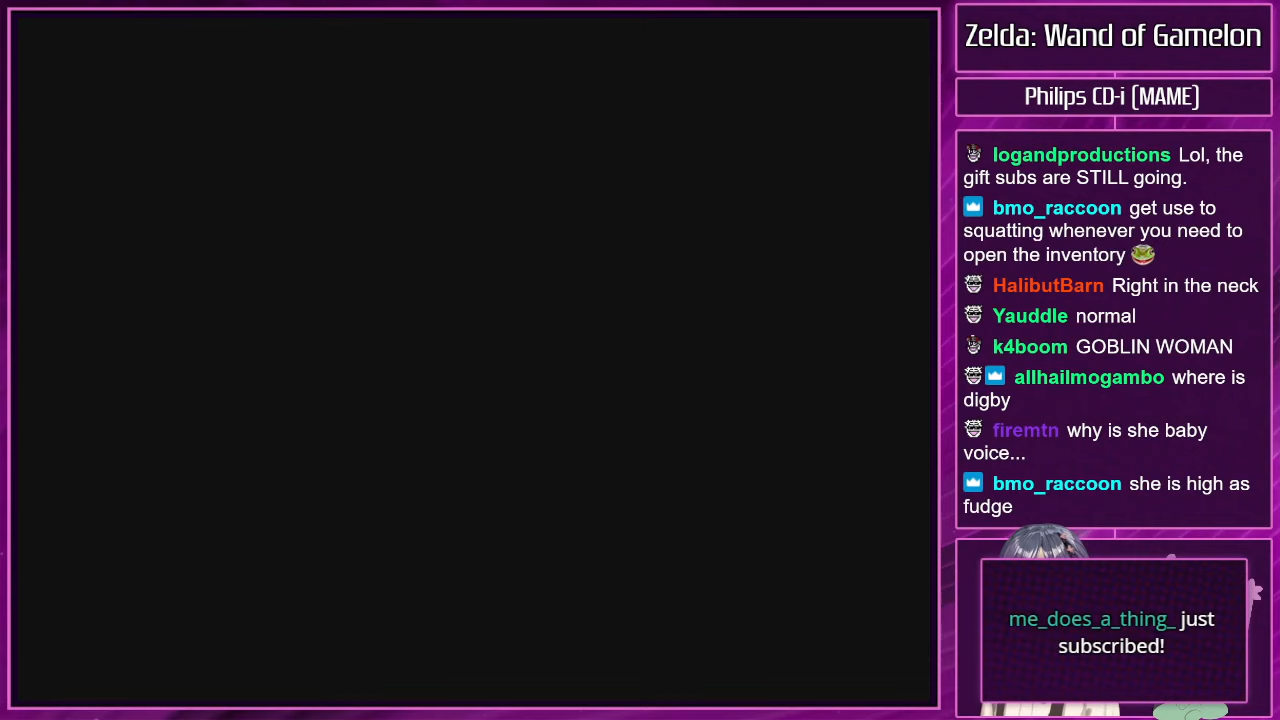 Zelda: Wand of Gamelon
Philips CD-i [MAME]
logandproductions Lol, the
gift subs are STILL going.
bmo_raccoon get use to
squatting whenever you need to
open the inventory
HalibutBarn Right in the neck
Yauddle normal
k4boom GOBLIN WOMAN
allhailmogambo where is
digby
firemtn why is she baby
voice...
bmo_raccoon she is high as
fudge
me_does_a_thing_ just
subscribed!